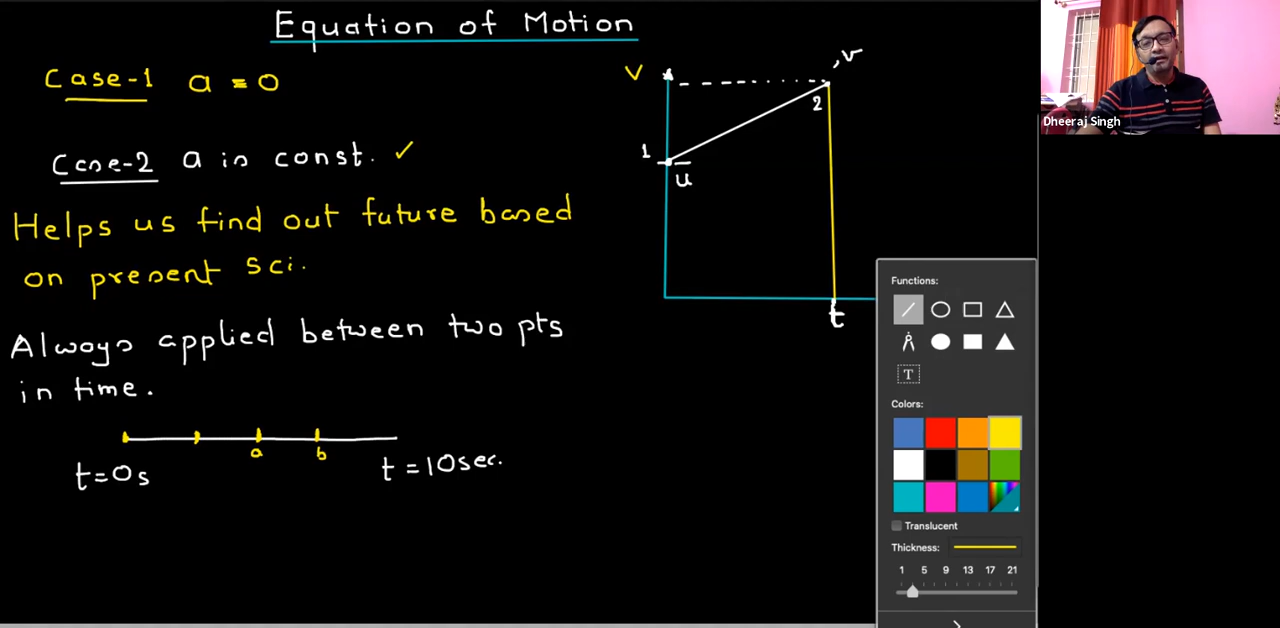 Equation of Motion
Case-1 a = 0
Case-2 a is const. ✓
Helps us find out future based
on present sci.
Always applied between two pts
in time.
a b
t=0s
t = 10sec.
V
, v
1
2
u
t
Dheeraj Singh
Functions:
T
Colors:
Translucent
Thickness:
1 5 9 13 17 21